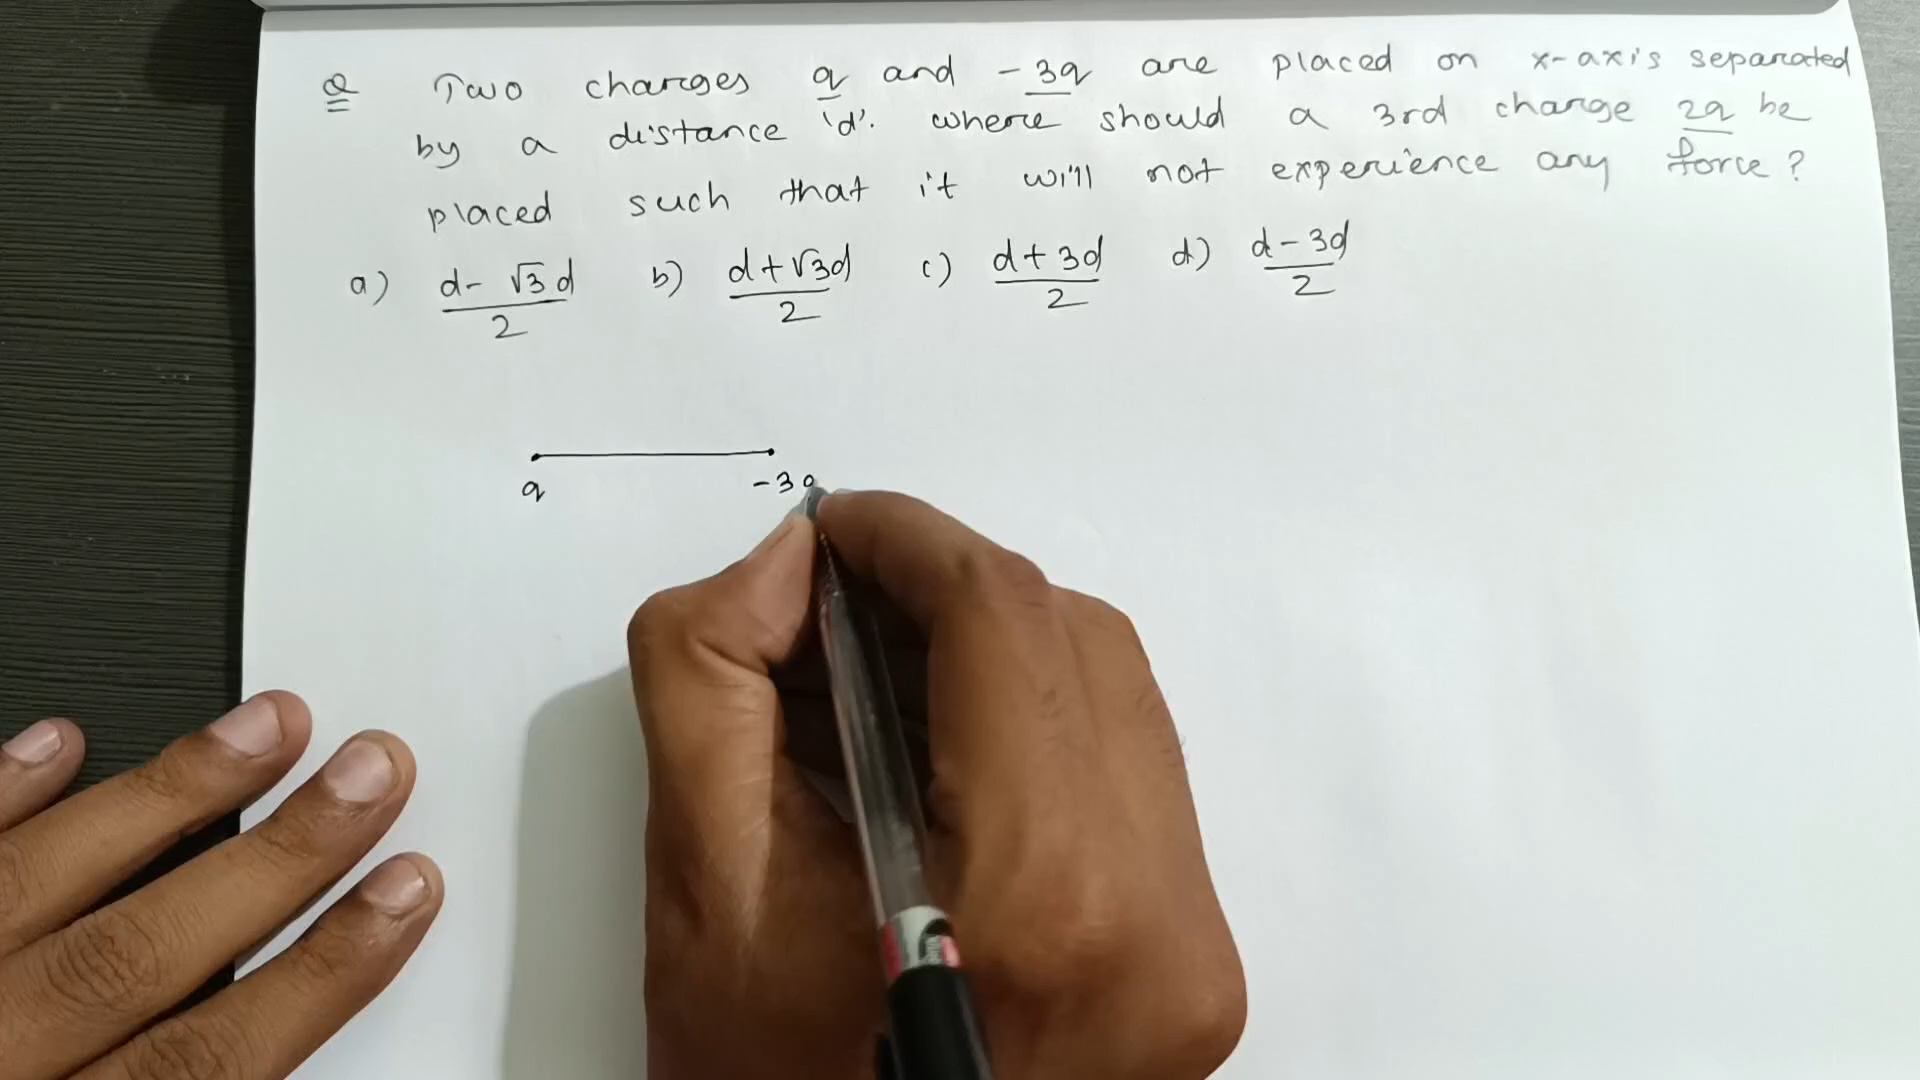 Q Two charges q and -3q are placed on x-axis separated
by a distance 'd'. where should a 3rd charge 2q be
placed such that it will not experience any force?
a) d-√3d/2 b) d+√3d/2 c) d+3d/2 d) d-3d/2
q -3q